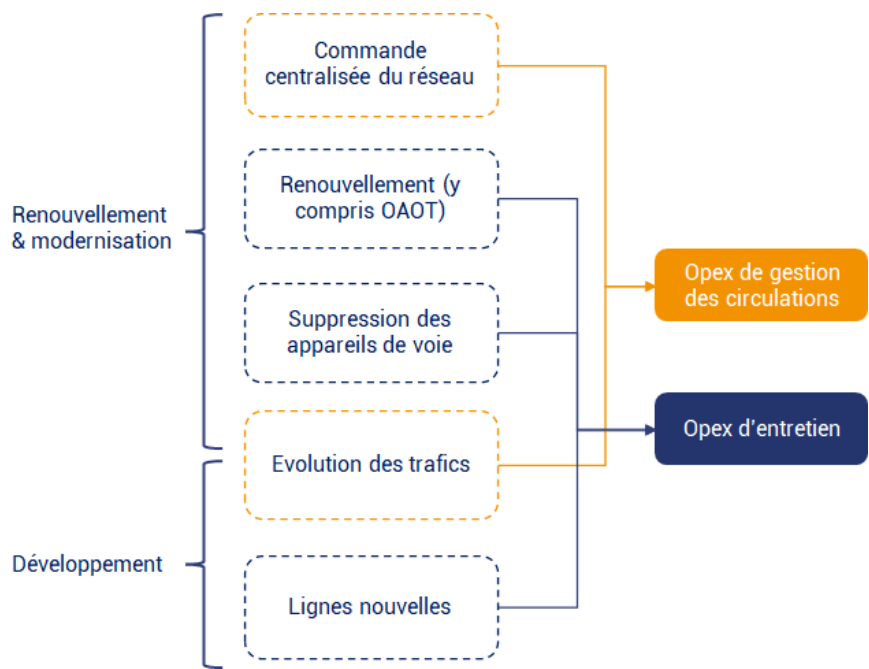 Commande
centralisée du réseau
Renouvellement (y
compris OAOT)
Renouvellement
& modernisation
Suppression des
appareils de voie
Evolution des trafics
Développement
Lignes nouvelles
Opex de gestion
des circulations
Opex d'entretien